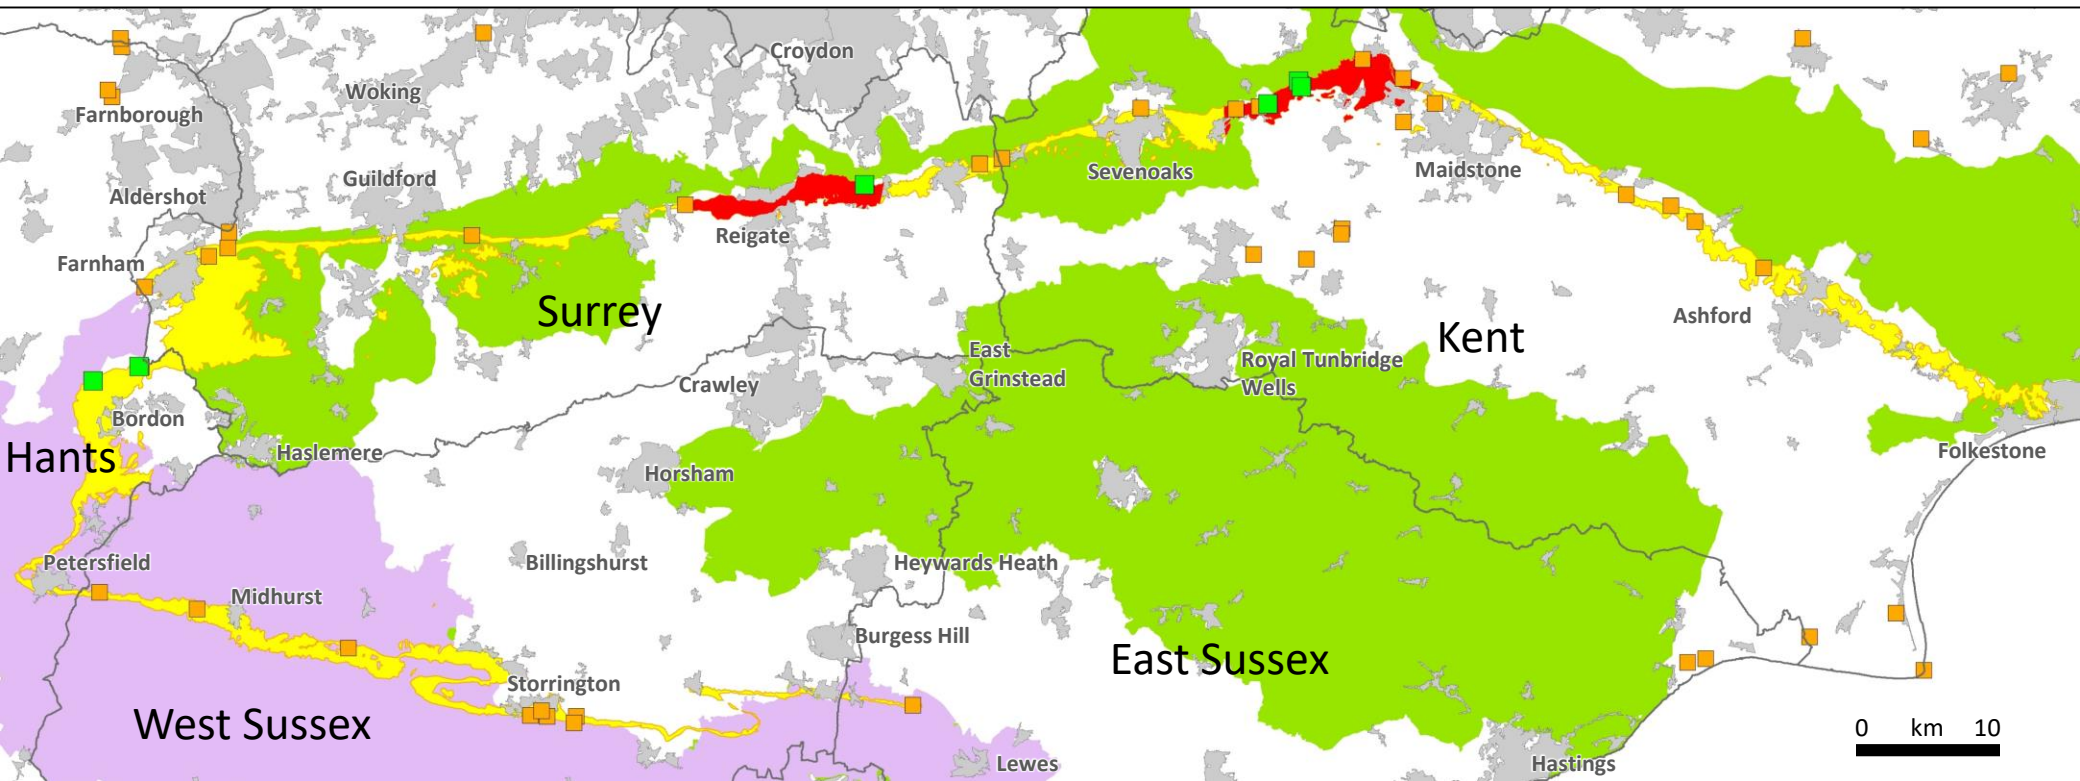 Croydon
Woking
Farnborough
Sevenoaks
Maidstone
Guildford
Aldershot
Reigate
Farnham
Surrey
Ashford
Kent
East
Grinstead
Royal Tunbridge
Wells
Crawley
Bordon
Hants
Haslemere
Horsham
Folkestone
Petersfield
Billingshurst
Heywards Heath
Midhurst
Burgess Hill
East Sussex
Storrington
West Sussex
0 km 10
Lewes
Hastings